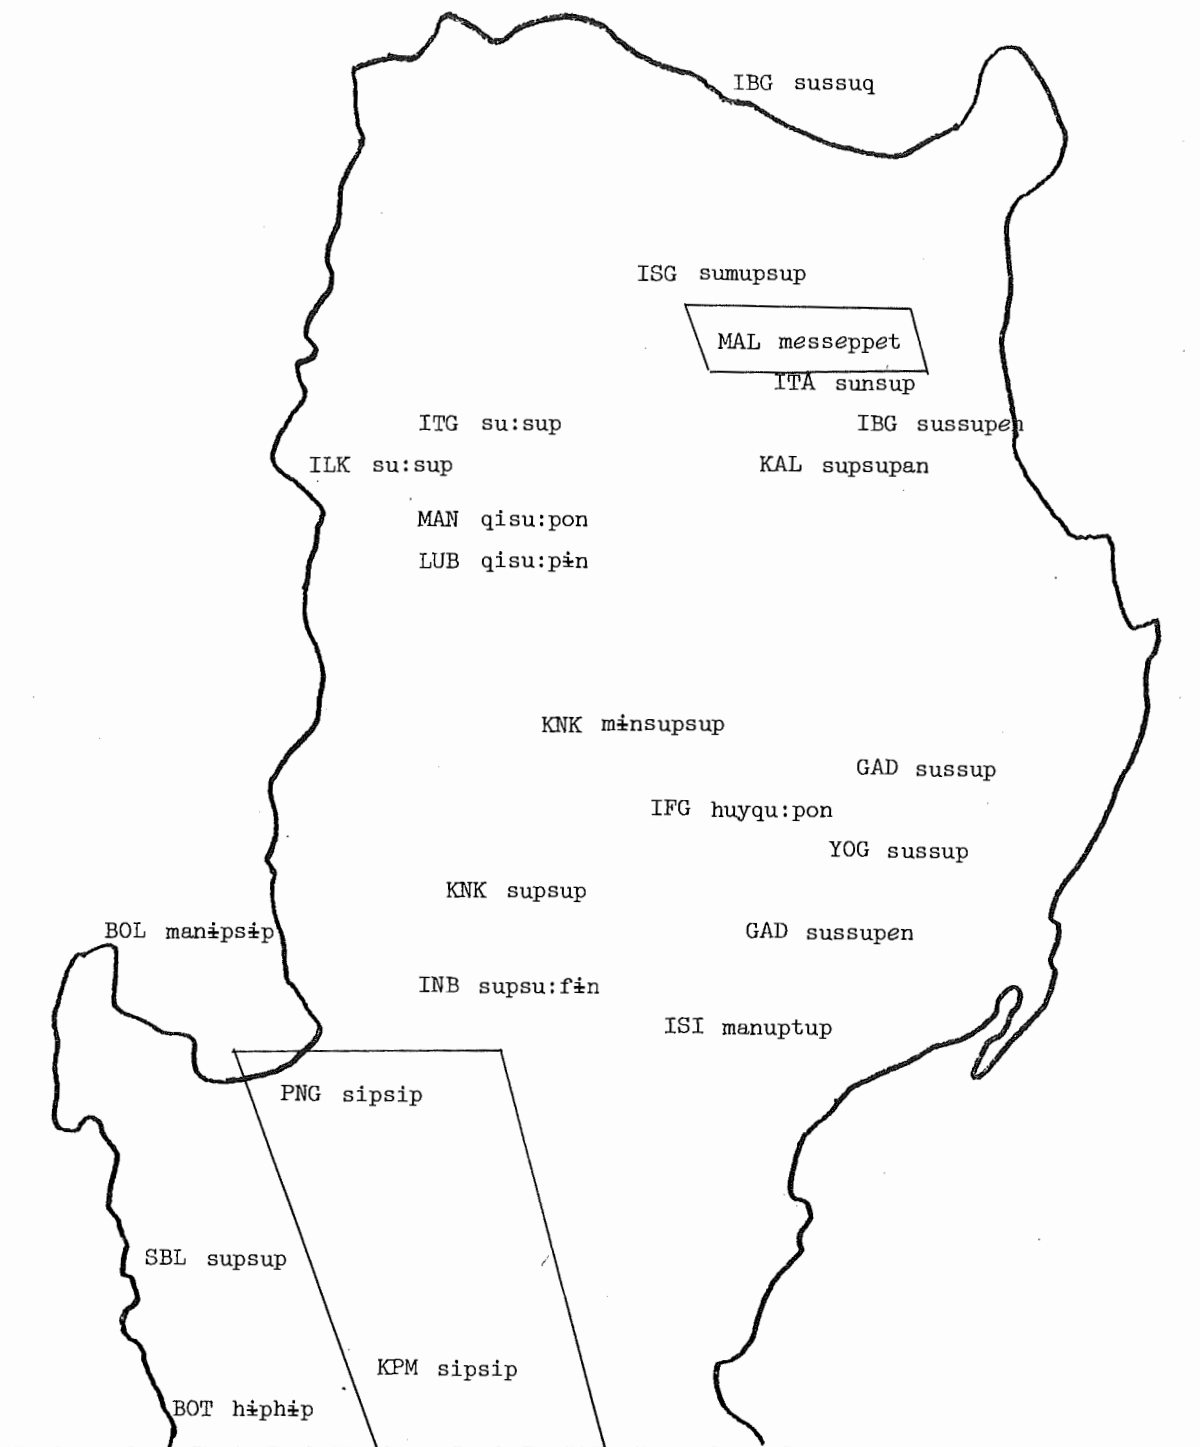 IBG sussuq
ISG sumupsup
MAL messeppet
ITA sunsup
ITG su:sup
IBG sussupen
ILK su:sup
KAL supsupan
MAN qisu:pon
LUB qisu:pɨn
KNK mɨnsupsup
GAD sussup
IFG huyqu:pon
YOG sussup
KNK supsup
BOL manɨpsɨp
GAD sussupen
INB supsu:fɨn
ISI manuptup
PNG sipsip
SBL supsup
KPM sipsip
BOT hɨphɨp